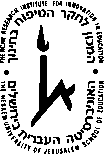 המכון לחקר הטיפוח בחינוך
THE NCJW RESEARCH INSTITUTE FOR INNOVATION IN EDUCATION
האוניברסיטה העברית בירושלים
HEBREW UNIVERSITY OF JERUSALEM SCHOOL OF EDUCATION